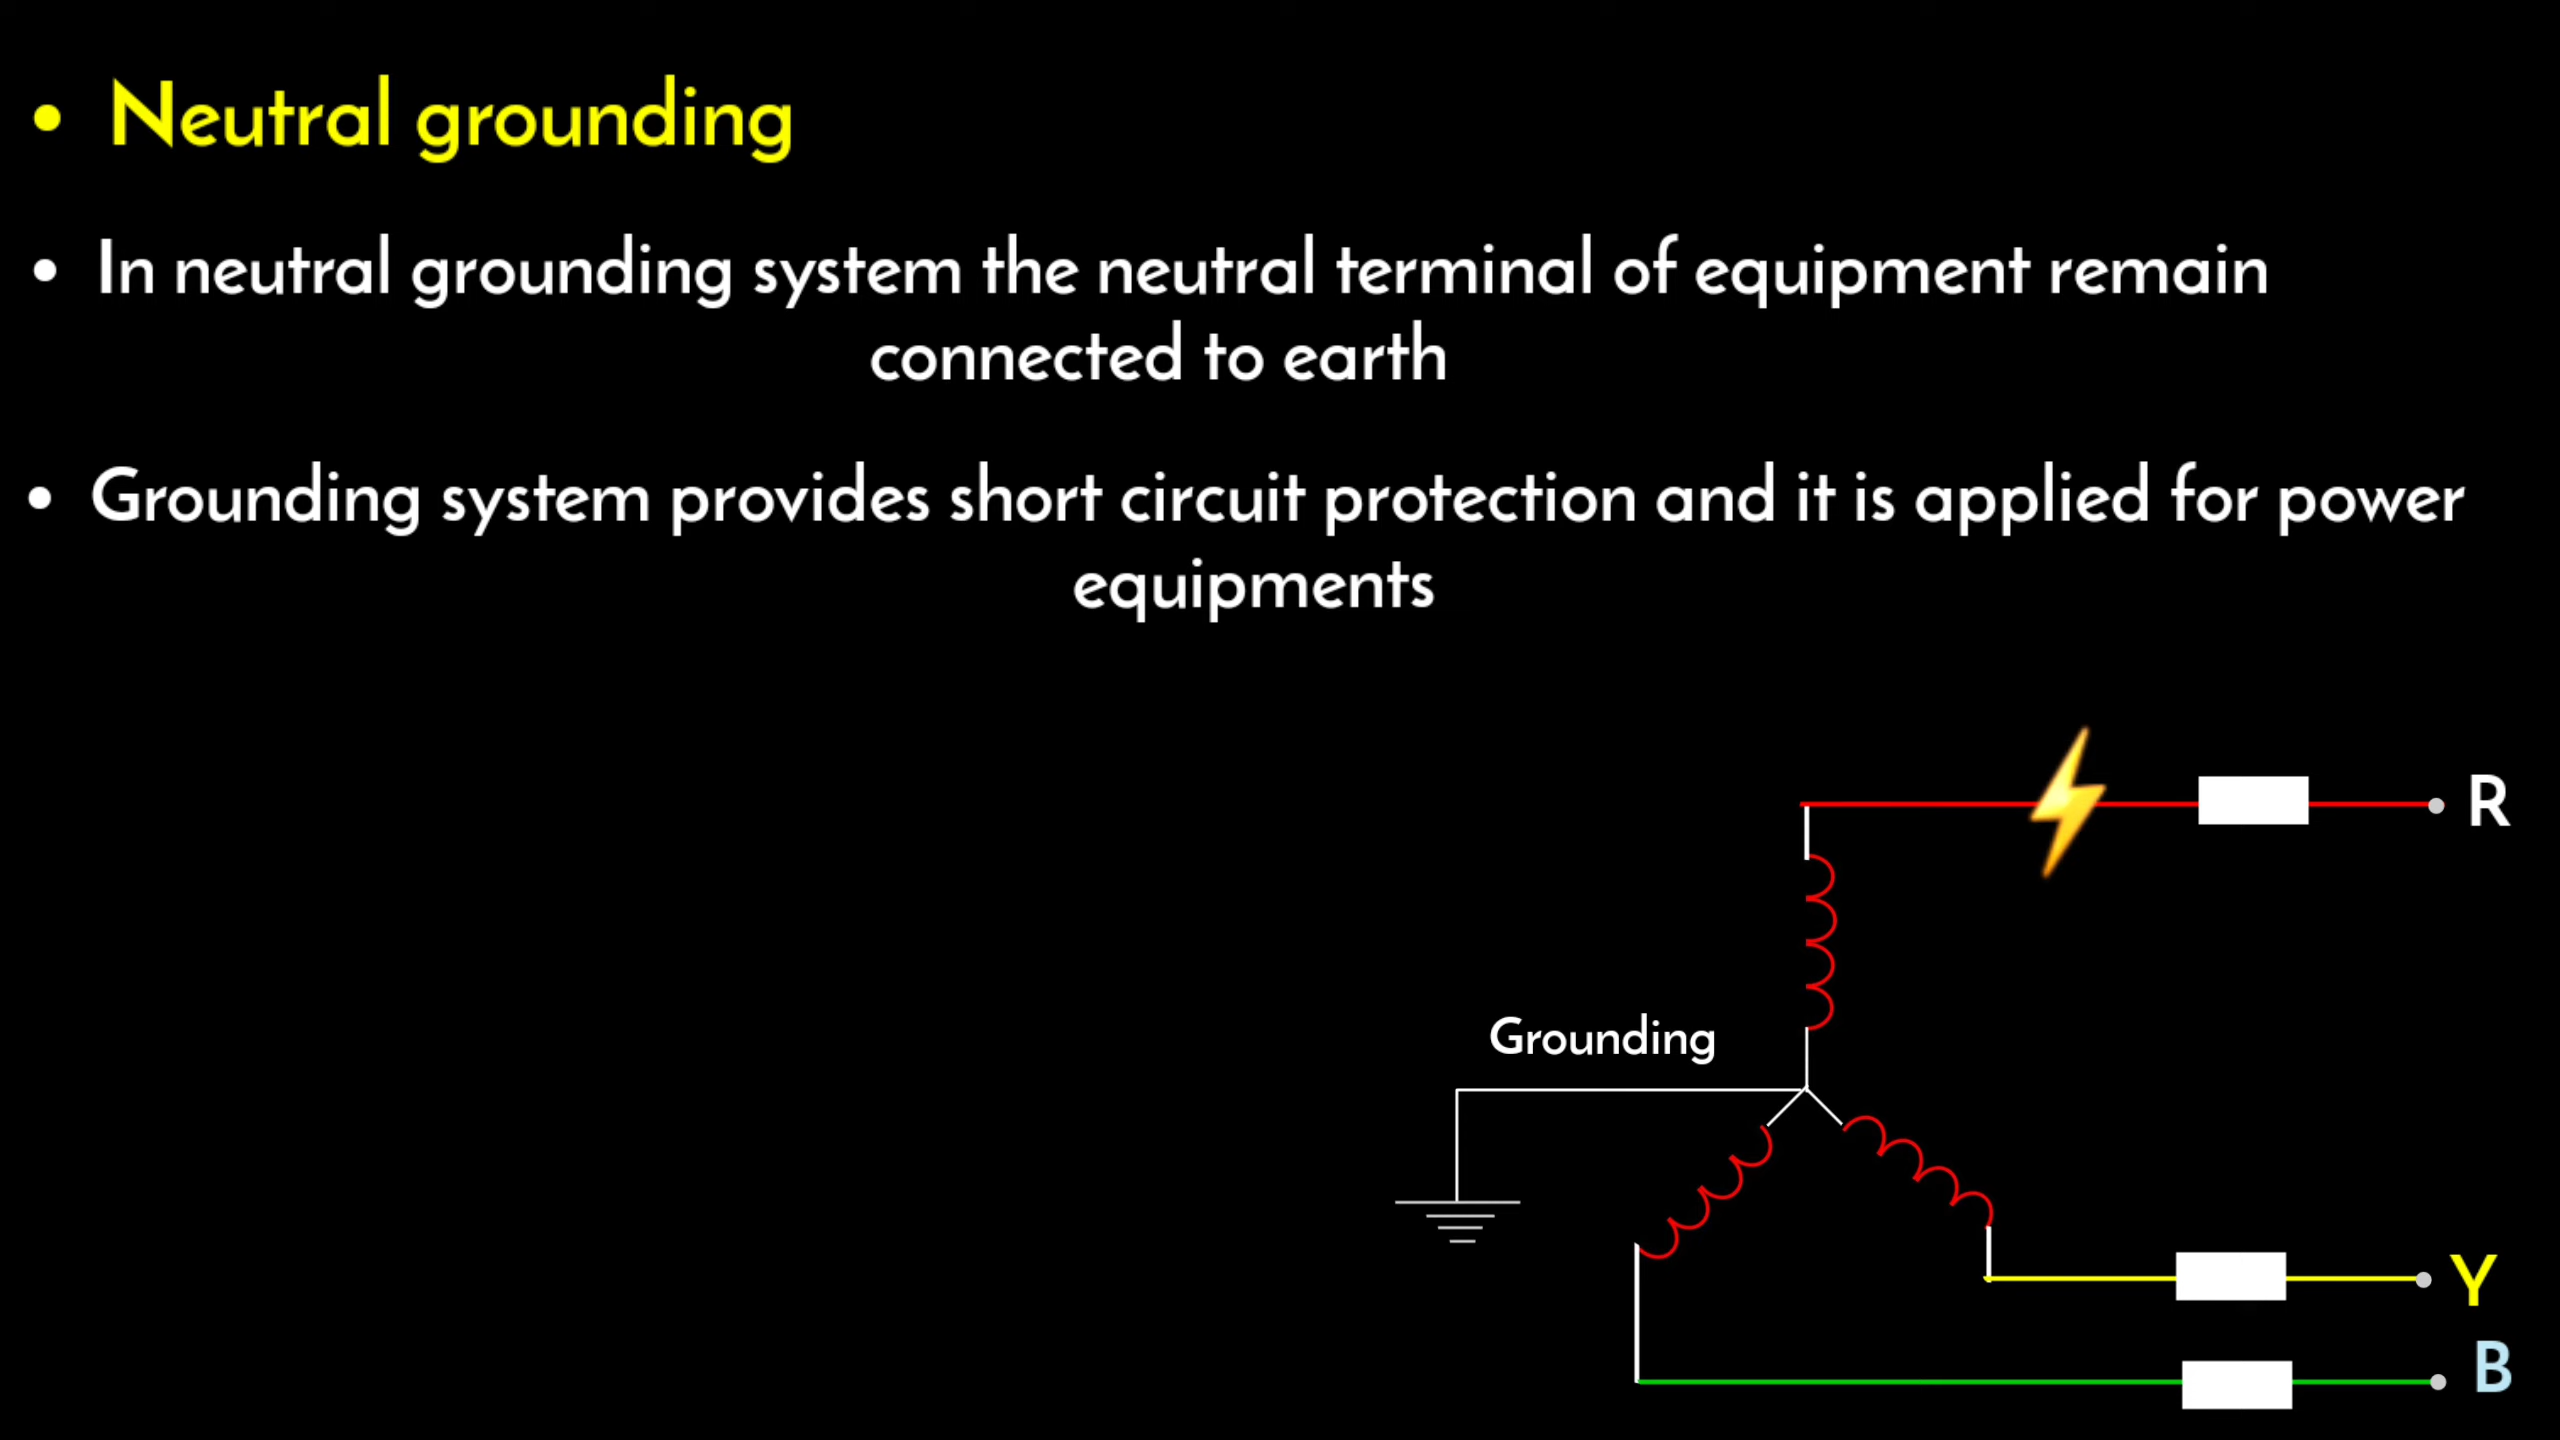 • Neutral grounding
• In neutral grounding system the neutral terminal of equipment remain
connected to earth
• Grounding system provides short circuit protection and it is applied for power
equipments
R
Grounding
Y
B